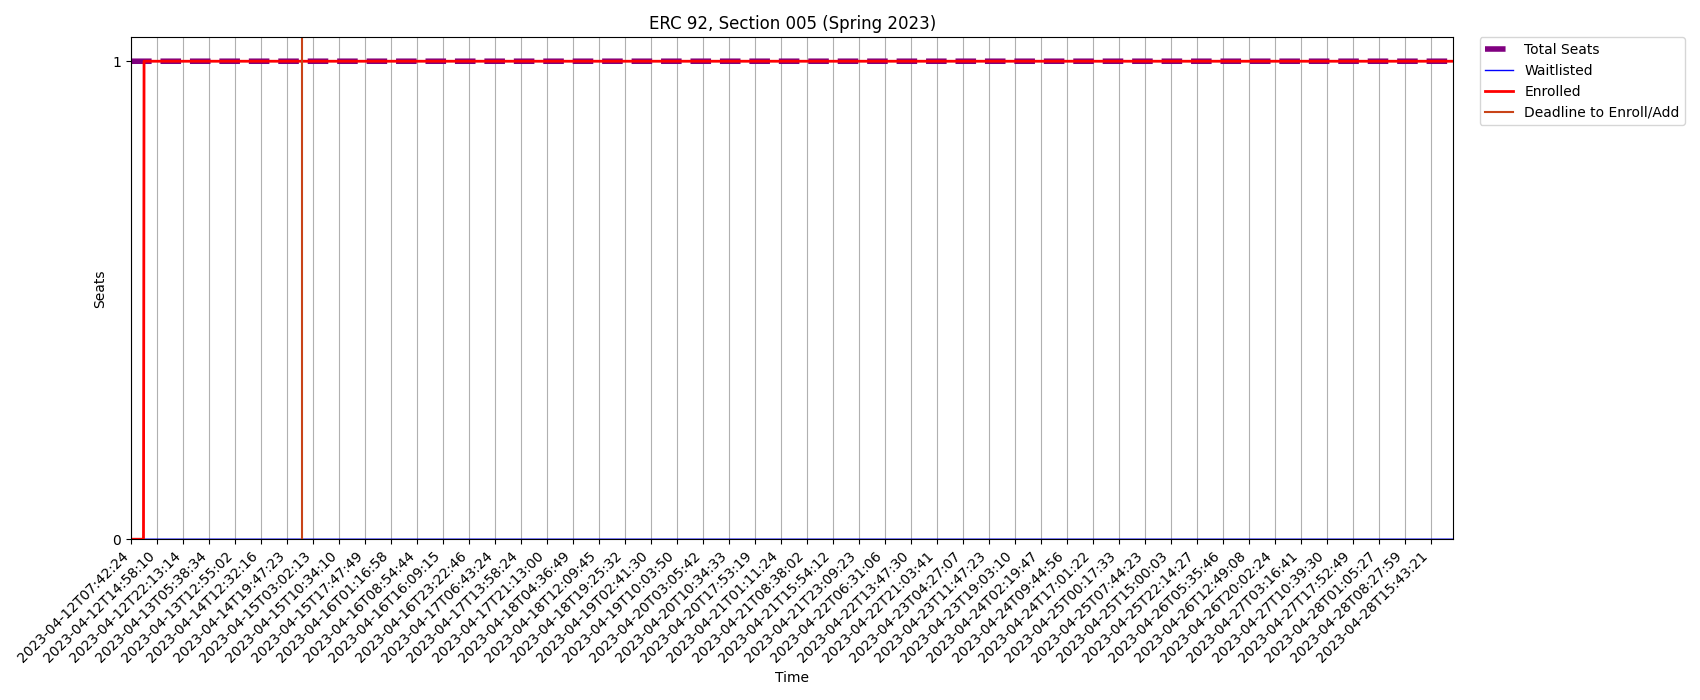 ERC 92, Section 005 (Spring 2023)
Total Seats
Waitlisted
Enrolled
Deadline to Enroll/Add
1
0
Seats
2023-04-12T07:42:24
2023-04-12T14:58:10
2023-04-12T22:13:14
2023-04-13T05:38:34
2023-04-13T12:55:02
2023-04-14T12:32:16
2023-04-14T19:47:23
2023-04-15T03:02:13
2023-04-15T10:34:10
2023-04-15T17:47:49
2023-04-16T01:16:58
2023-04-16T08:54:44
2023-04-16T16:09:15
2023-04-16T23:22:46
2023-04-17T06:43:24
2023-04-17T13:58:24
2023-04-17T21:13:00
2023-04-18T04:36:49
2023-04-18T12:09:45
2023-04-18T19:25:32
2023-04-19T02:41:30
2023-04-19T10:03:50
2023-04-20T03:05:42
2023-04-20T10:34:33
2023-04-20T17:53:19
2023-04-21T01:11:24
2023-04-21T08:38:02
2023-04-21T15:54:12
2023-04-21T23:09:23
2023-04-22T06:31:06
2023-04-22T13:47:30
2023-04-22T21:03:41
2023-04-23T04:27:07
2023-04-23T11:47:23
2023-04-23T19:03:10
2023-04-24T02:19:47
2023-04-24T09:44:56
2023-04-24T17:01:22
2023-04-25T00:17:33
2023-04-25T07:44:23
2023-04-25T15:00:03
2023-04-25T22:14:27
2023-04-26T05:35:46
2023-04-26T12:49:08
2023-04-26T20:02:24
2023-04-27T03:16:41
2023-04-27T10:39:30
2023-04-27T17:52:49
2023-04-28T01:05:27
2023-04-28T08:27:59
2023-04-28T15:43:21
Time